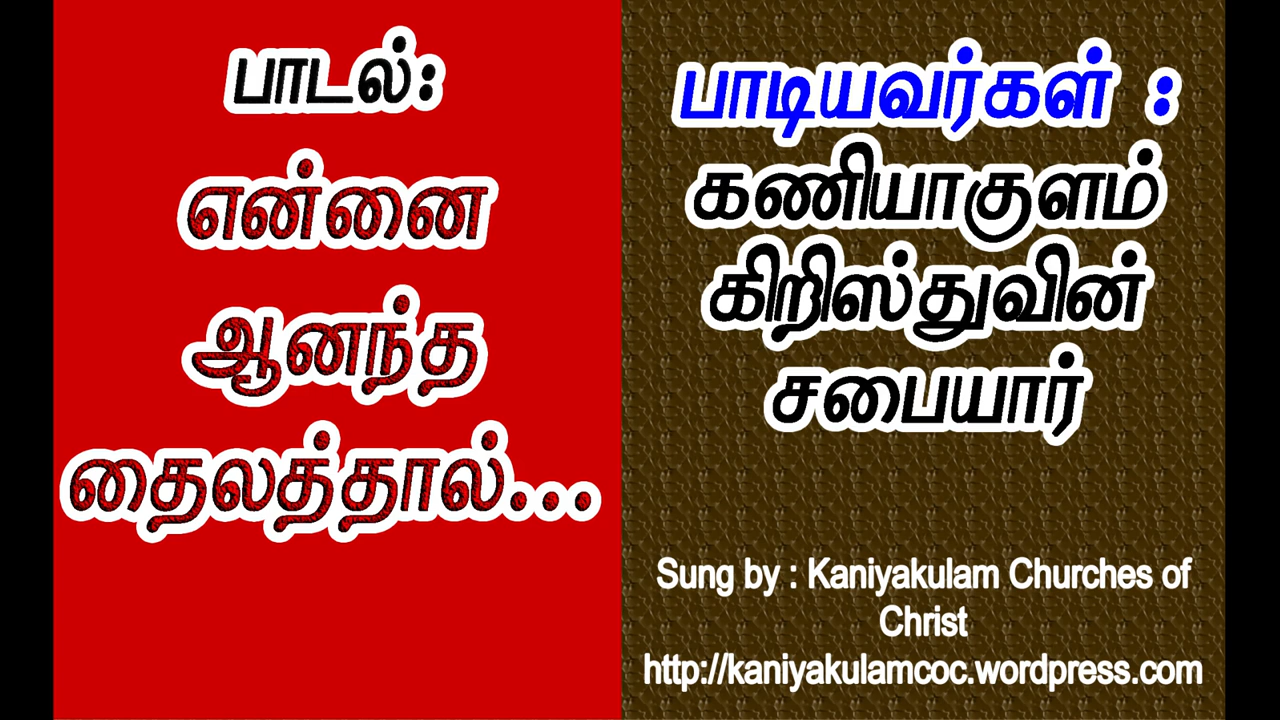 பாடல்:
என்னை
ஆனந்த
தைலத்தால்...
பாடியவர்கள் :
கணியாகுளம்
கிறிஸ்துவின்
சபையார்
Sung by : Kaniyakulam Churches of
Christ
http://kaniyakulamcoc.wordpress.com